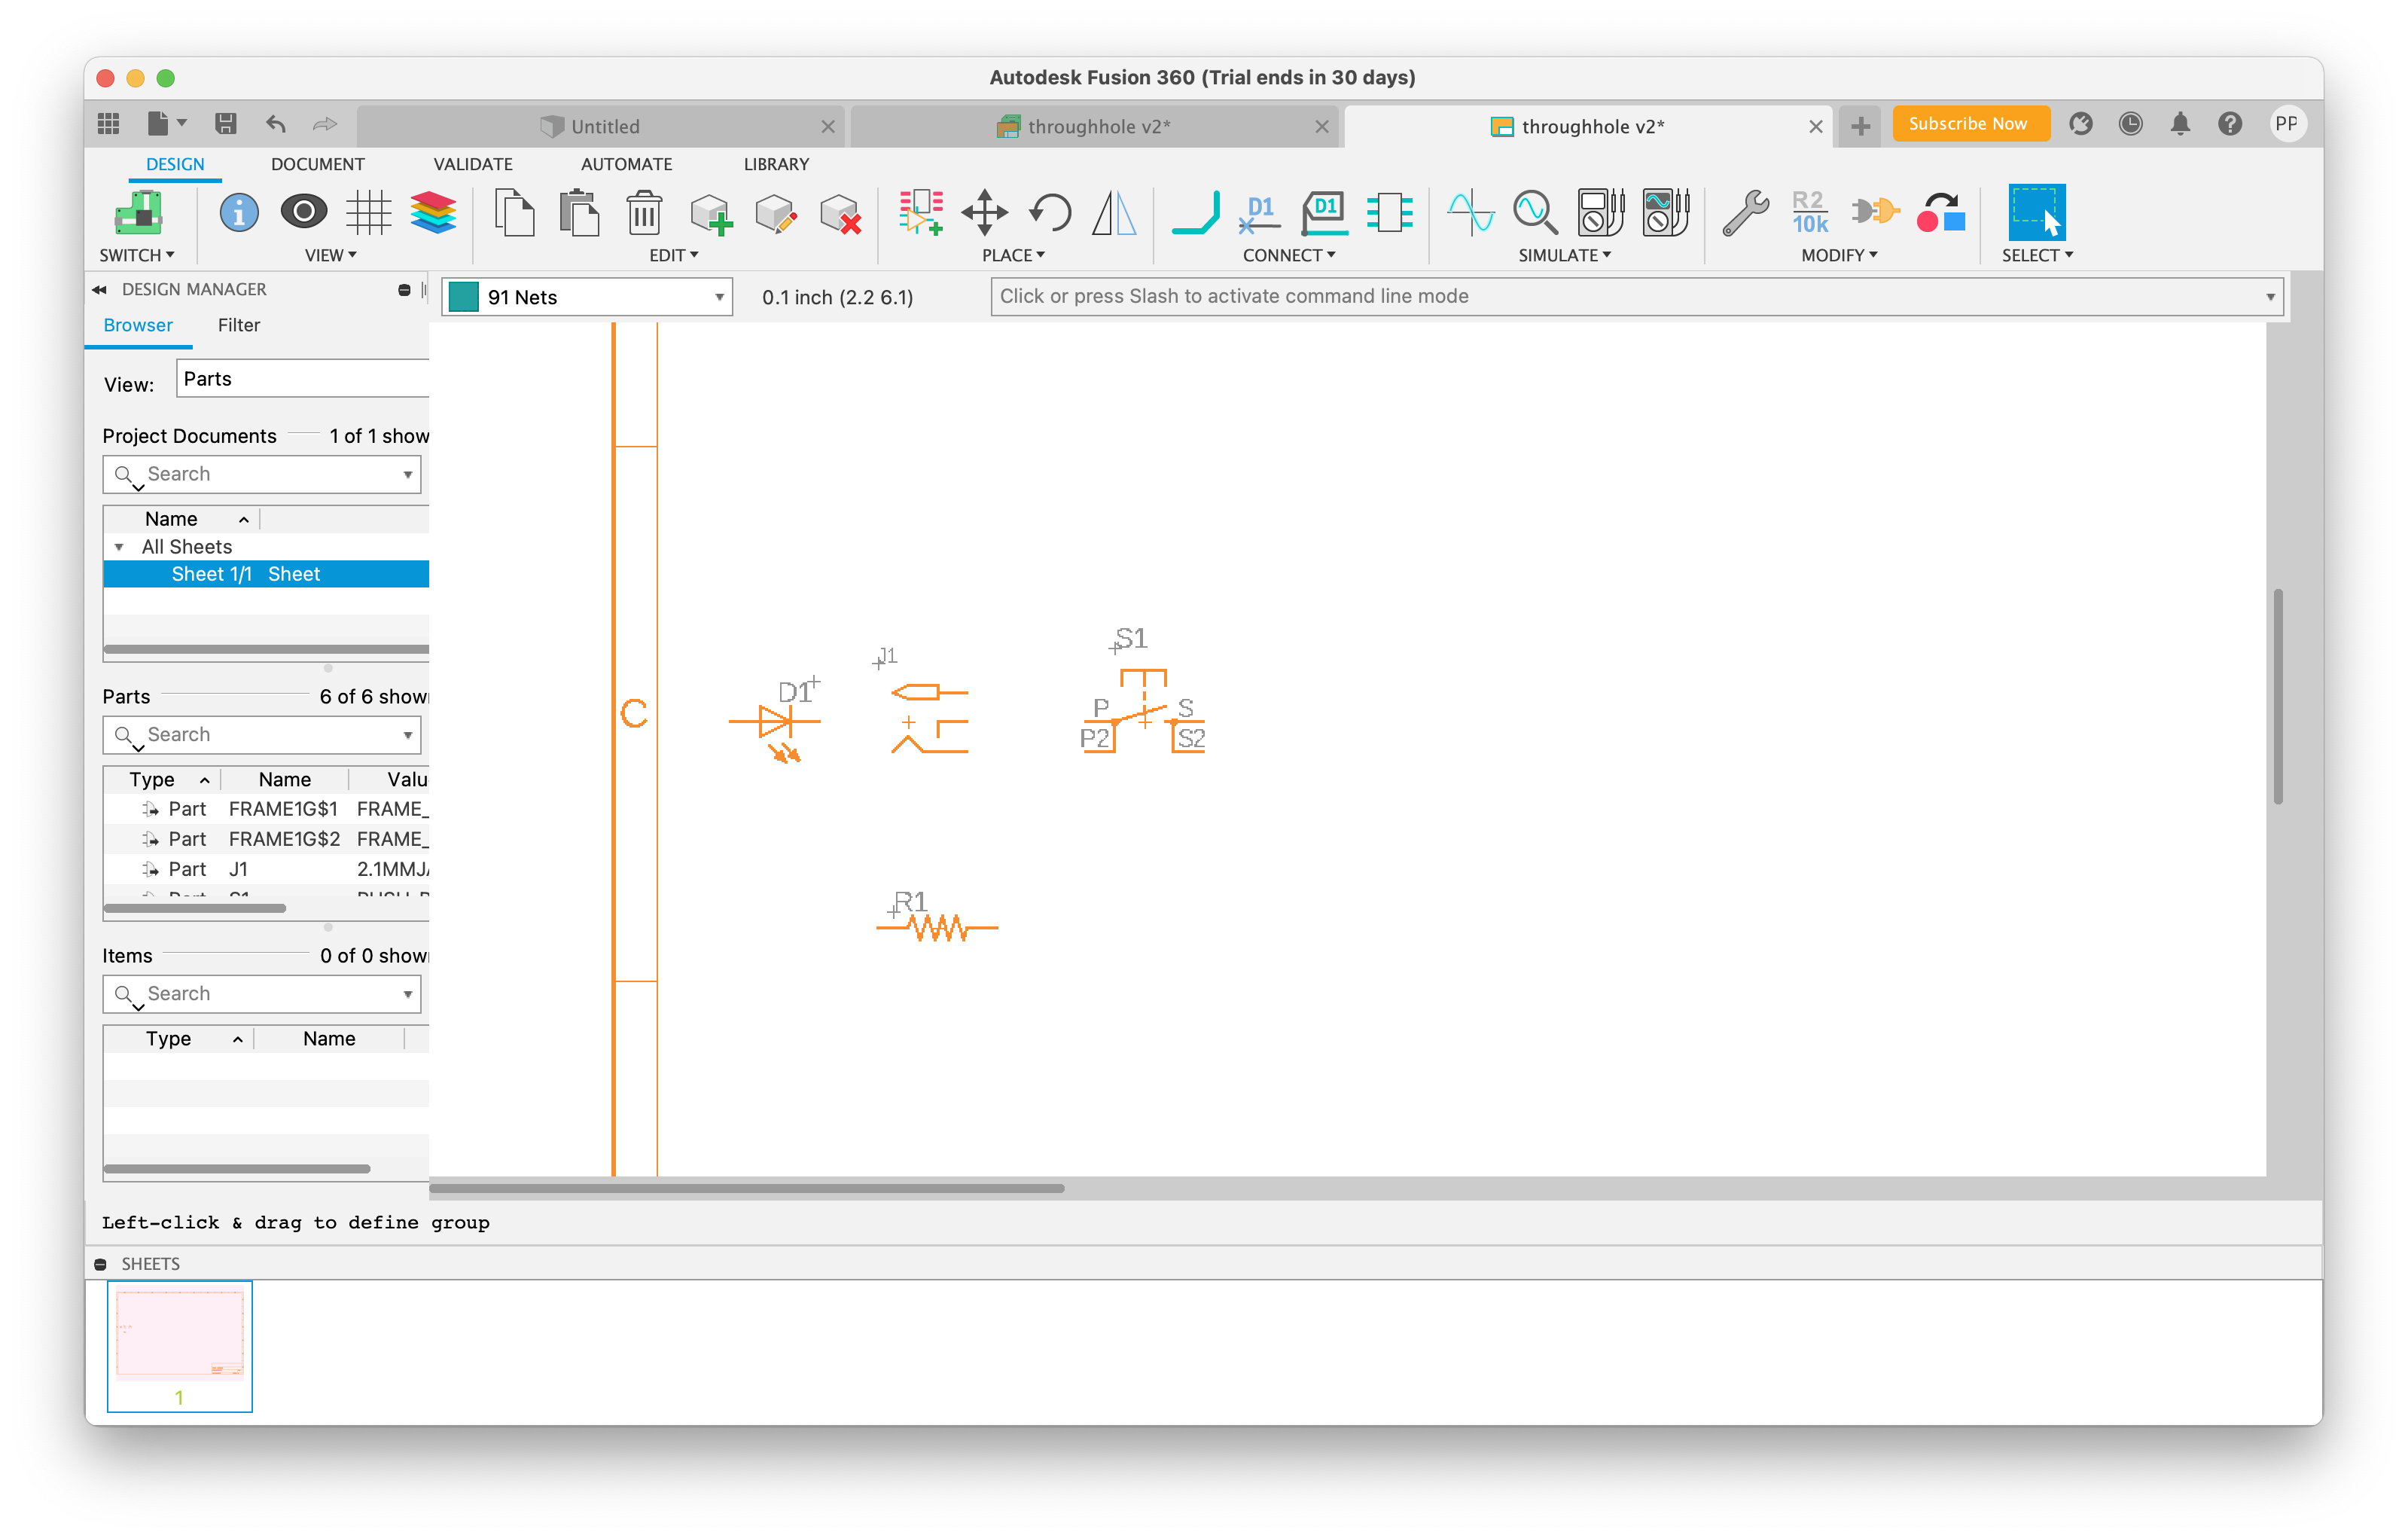 Autodesk Fusion 360 (Trial ends in 30 days)
Untitled
throughhole v2*
throughhole v2*
Subscribe Now
PP
DESIGN DOCUMENT VALIDATE AUTOMATE LIBRARY
D1 D1 R2 10k
SWITCH VIEW EDIT PLACE CONNECT SIMULATE MODIFY SELECT
DESIGN MANAGER
91 Nets
0.1 inch (2.2 6.1)
Click or press Slash to activate command line mode
Browser Filter
View: Parts
Project Documents 1 of 1 show
Search
Name
All Sheets
Sheet 1/1 Sheet
Parts 6 of 6 show
Search
Type Name Valu
Part FRAME1G$1 FRAME_
Part FRAME1G$2 FRAME_
Part J1 2.1MMJ
Items 0 of 0 show
Search
Type Name
C
D1
J1
S1
P S
P2 S2
R1
Left-click & drag to define group
SHEETS
1